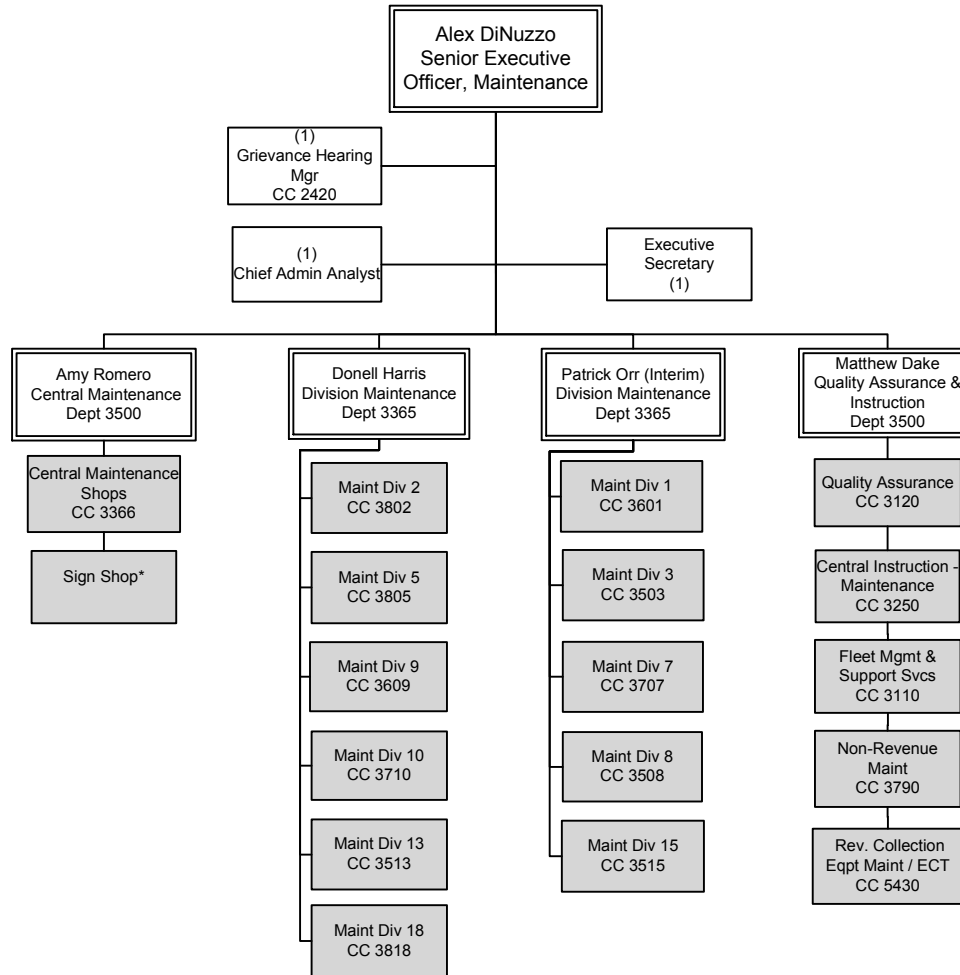 Alex DiNuzzo
Senior Executive
Officer, Maintenance
(1)
Grievance Hearing
Mgr
CC 2420
(1)
Chief Admin Analyst
Executive
Secretary
(1)
Amy Romero
Central Maintenance
Dept 3500
Central Maintenance
Shops
CC 3366
Sign Shop*
Donell Harris
Division Maintenance
Dept 3365
Maint Div 2
CC 3802
Maint Div 5
CC 3805
Maint Div 9
CC 3609
Maint Div 10
CC 3710
Maint Div 13
CC 3513
Maint Div 18
CC 3818
Patrick Orr (Interim)
Division Maintenance
Dept 3365
Maint Div 1
CC 3601
Maint Div 3
CC 3503
Maint Div 7
CC 3707
Maint Div 8
CC 3508
Maint Div 15
CC 3515
Matthew Dake
Quality Assurance &
Instruction
Dept 3500
Quality Assurance
CC 3120
Central Instruction -
Maintenance
CC 3250
Fleet Mgmt &
Support Svcs
CC 3110
Non-Revenue
Maint
CC 3790
Rev. Collection
Eqpt Maint / ECT
CC 5430